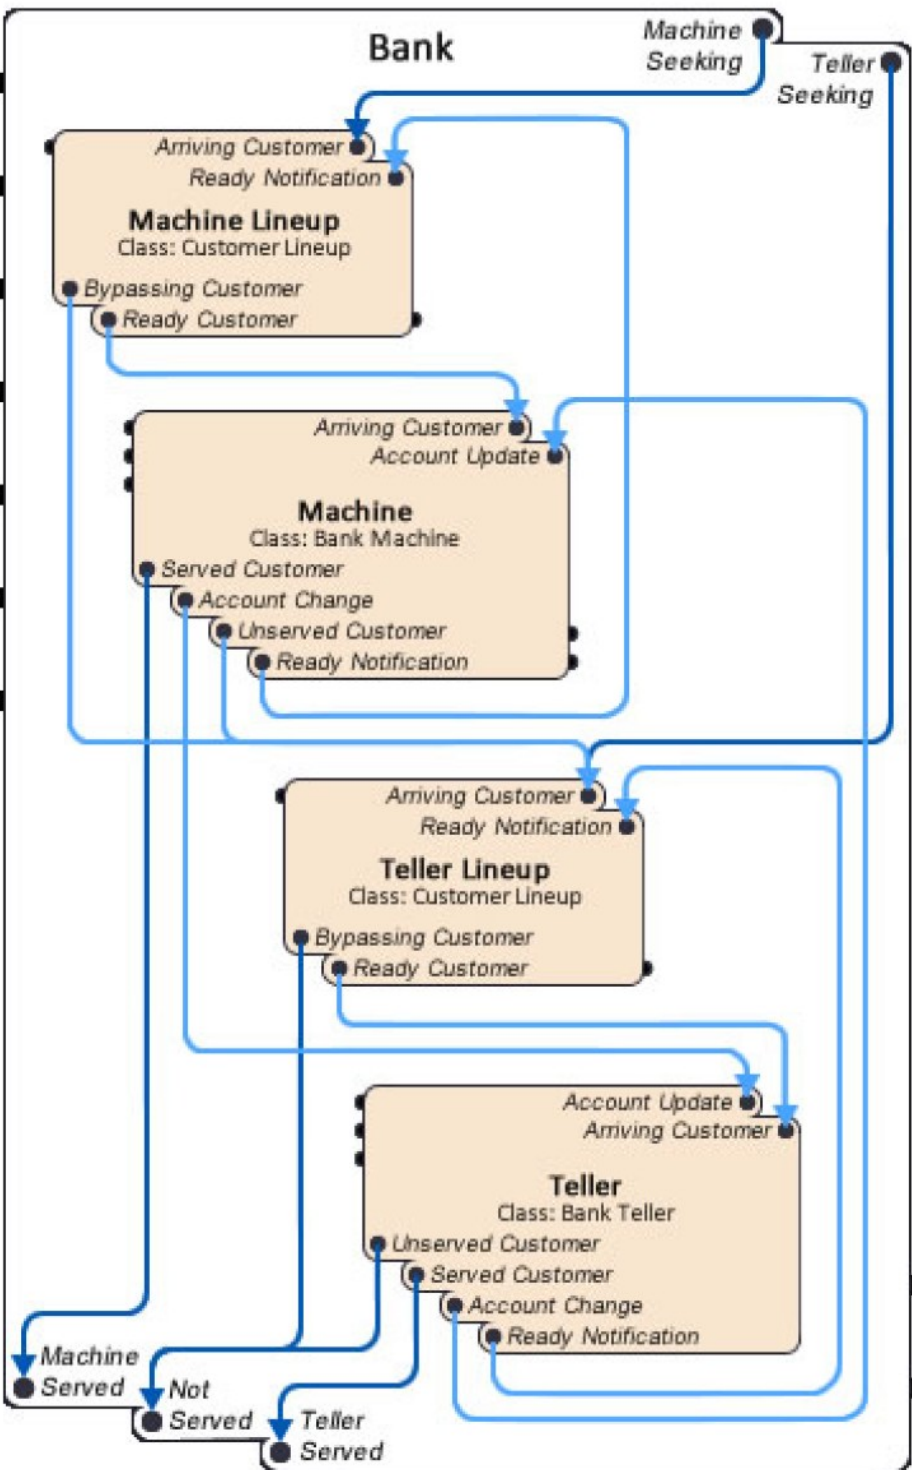 Bank
Machine
Seeking
Teller
Seeking
Arriving Customer
Ready Notification
Machine Lineup
Class: Customer Lineup
Bypassing Customer
Ready Customer
Arriving Customer
Account Update
Machine
Class: Bank Machine
Served Customer
Account Change
Unserved Customer
Ready Notification
Arriving Customer
Ready Notification
Teller Lineup
Class: Customer Lineup
Bypassing Customer
Ready Customer
Account Update
Arriving Customer
Teller
Class: Bank Teller
Unserved Customer
Served Customer
Account Change
Ready Notification
Machine
Served
Not
Served
Teller
Served